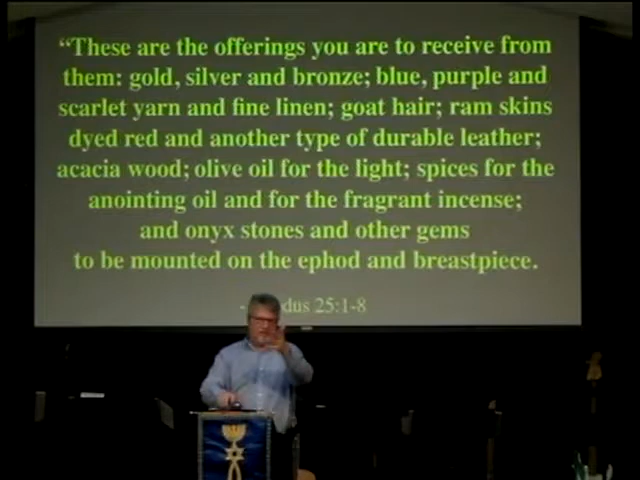 “These are the offerings you are to receive from
them: gold, silver and bronze; blue, purple and
scarlet yarn and fine linen; goat hair; ram skins
dyed red and another type of durable leather;
acacia wood; olive oil for the light; spices for the
anointing oil and for the fragrant incense;
and onyx stones and other gems
to be mounted on the ephod and breastpiece.
dus 25:1-8